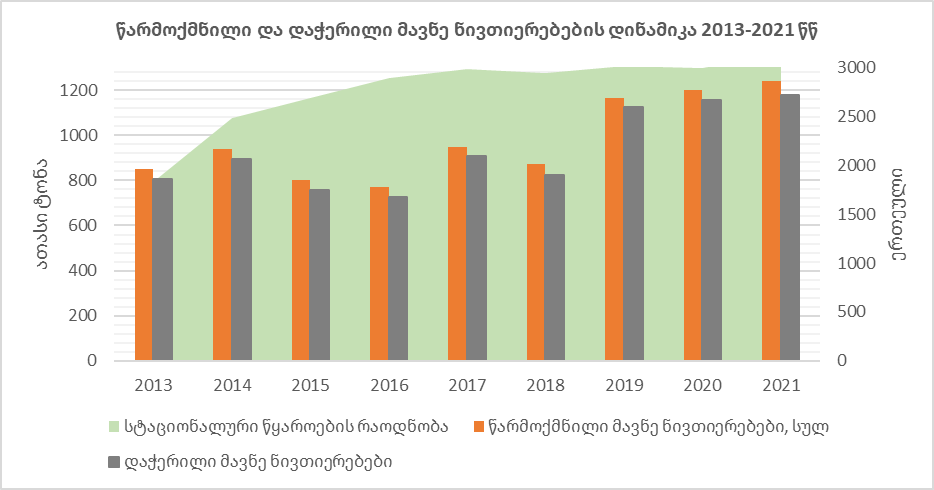 წარმოქმნილი და დაჭერილი მავნე ნივთიერებების დინამიკა 2013-2021 წწ
ათასი ტონა
1200
1000
800
600
400
200
0
3000
2500
2000
1500
1000
500
0
ერთეული
2013 2014 2015 2016 2017 2018 2019 2020 2021
სტაციონალური წყაროების რაოდნობა წარმოქმნილი მავნე ნივთიერებები, სულ
დაჭერილი მავნე ნივთიერებები